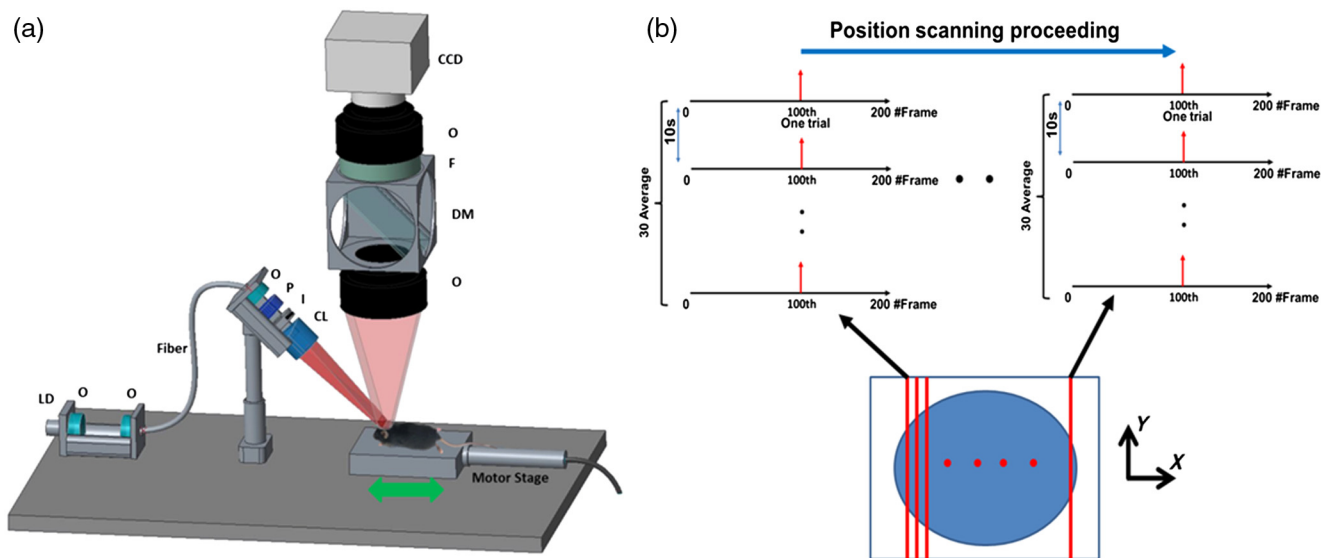 (a)
CCD
O
F
DM
O
O
P
I
CL
Fiber
LD
O
O
Motor Stage
(b)
Position scanning proceeding
0
100th
200 #Frame
One trial
10s
0
100th
200 #Frame
30 Average
0
100th
200 #Frame
0
100th
200 #Frame
One trial
10s
0
100th
200 #Frame
30 Average
0
100th
200 #Frame
Y
X